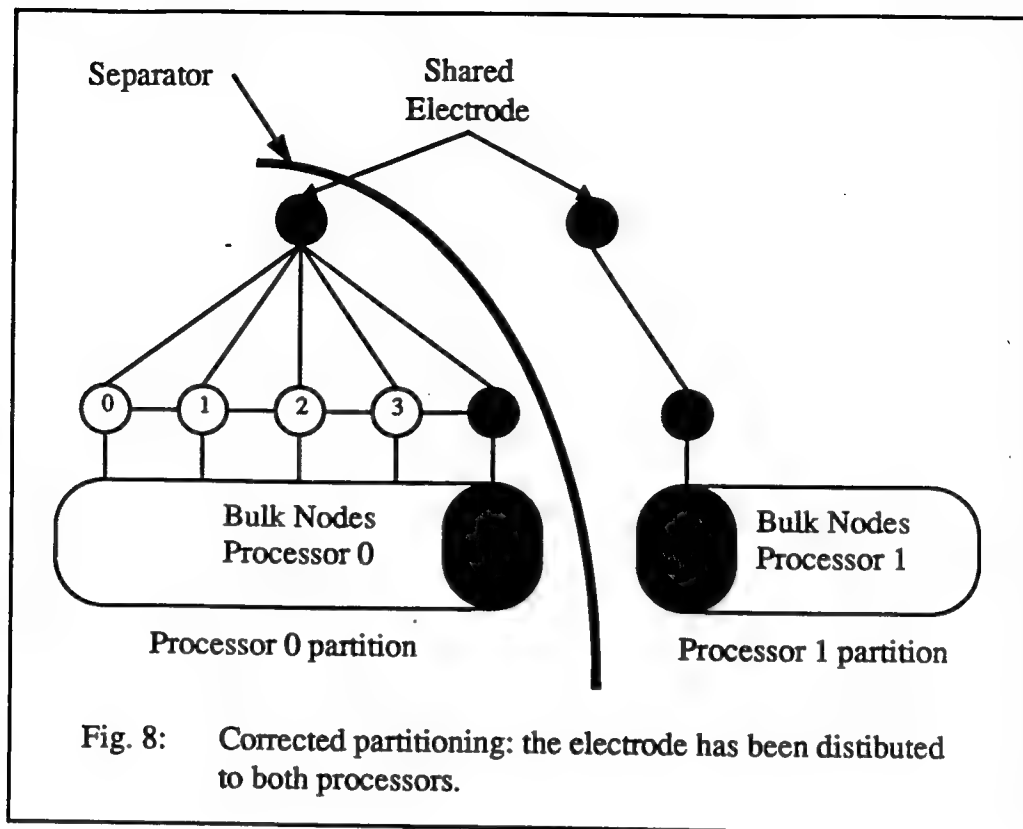 Separator
Shared
Electrode
0 1 2 3
Bulk Nodes
Processor 0
Bulk Nodes
Processor 1
Processor 0 partition
Processor 1 partition
Fig. 8: Corrected partitioning: the electrode has been distibuted
to both processors.